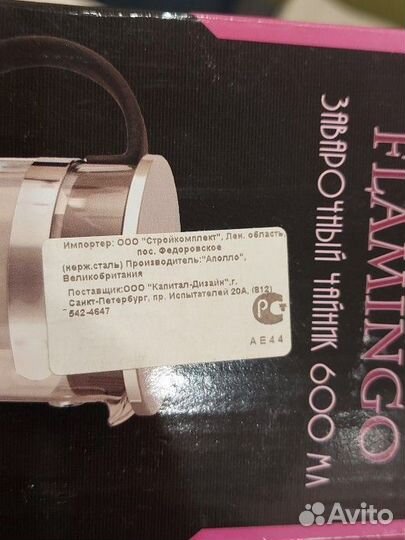 FLAMINGO
ЗАВАРОЧНЫЙ ЧАЙНИК 600 МЛ
Импортер: ООО "Стройкомплект", Лен. область,
пос. Федоровское
(нерж.сталь) Производитель:"Аполло",
Великобритания
Поставщик:ООО "Капитал-Дизайн",г.
Санкт-Петербург, пр. Испытателей 20А, (812)
542-4647
АЕ44
Avito